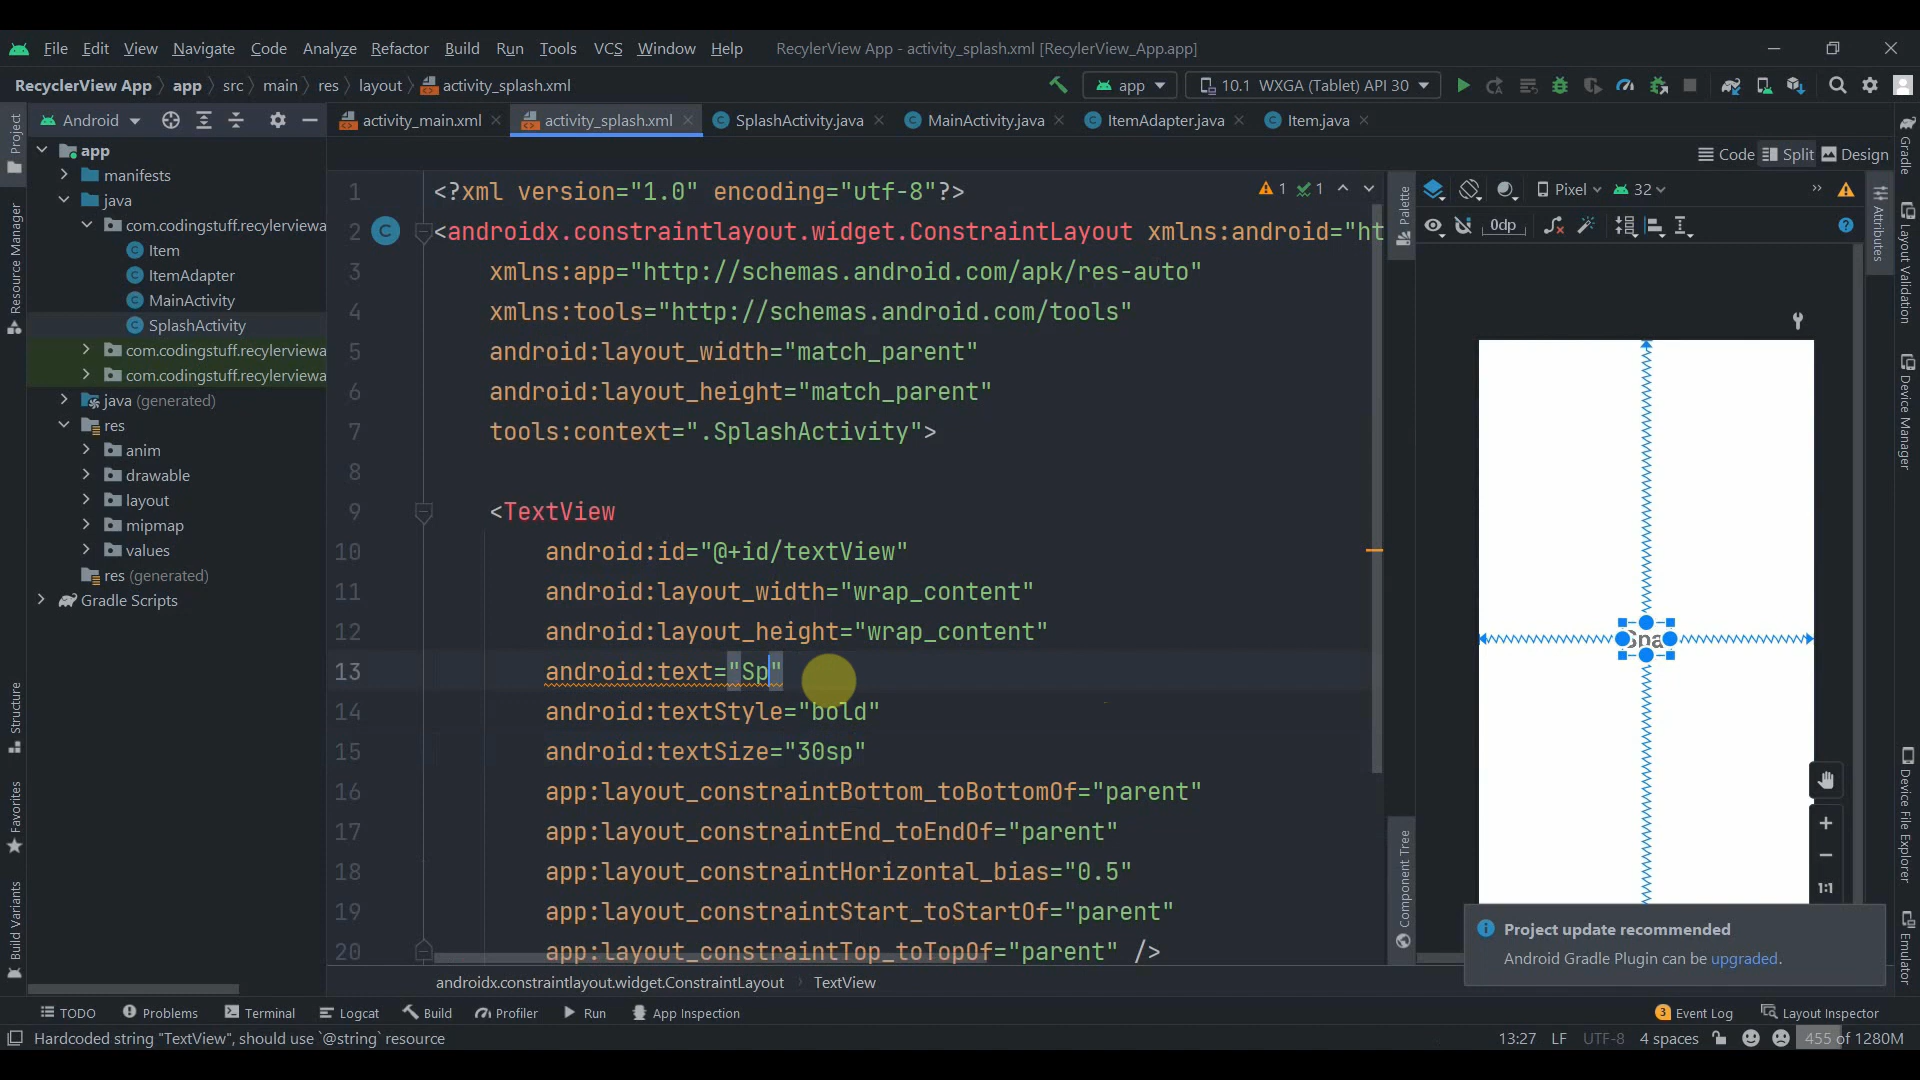 File Edit View Navigate Code Analyze Refactor Build Run Tools VCS Window Help RecylerView App - activity_splash.xml [RecylerView_App.app]
RecyclerView App app src main res layout activity_splash.xml app 10.1 WXGA (Tablet) API 30
Android activity_main.xml activity_splash.xml SplashActivity.java MainActivity.java ItemAdapter.java Item.java
Code Split Design
app
manifests
java
com.codingstuff.recylerviewa
Item
ItemAdapter
MainActivity
SplashActivity
com.codingstuff.recylerviewa
com.codingstuff.recylerviewa
java (generated)
res
anim
drawable
layout
mipmap
values
res (generated)
Gradle Scripts
Project
Resource Manager
Structure
Favorites
Build Variants
1 <?xml version="1.0" encoding="utf-8"?>
2 <androidx.constraintlayout.widget.ConstraintLayout xmlns:android="ht
3 xmlns:app="http://schemas.android.com/apk/res-auto"
4 xmlns:tools="http://schemas.android.com/tools"
5 android:layout_width="match_parent"
6 android:layout_height="match_parent"
7 tools:context=".SplashActivity">
8
9 <TextView
10 android:id="@+id/textView"
11 android:layout_width="wrap_content"
12 android:layout_height="wrap_content"
13 android:text="Sp"
14 android:textStyle="bold"
15 android:textSize="30sp"
16 app:layout_constraintBottom_toBottomOf="parent"
17 app:layout_constraintEnd_toEndOf="parent"
18 app:layout_constraintHorizontal_bias="0.5"
19 app:layout_constraintStart_toStartOf="parent"
20 app:layout_constraintTop_toTopOf="parent" />
1 1
androidx.constraintlayout.widget.ConstraintLayout TextView
Palette
Component Tree
Pixel 32
0dp
1:1
Attributes
Gradle
Layout Validation
Device Manager
Device File Explorer
Emulator
Project update recommended
Android Gradle Plugin can be upgraded.
TODO Problems Terminal Logcat Build Profiler Run App Inspection 3 Event Log Layout Inspector
Hardcoded string "TextView", should use `@string` resource 13:27 LF UTF-8 4 spaces 455 of 1280M